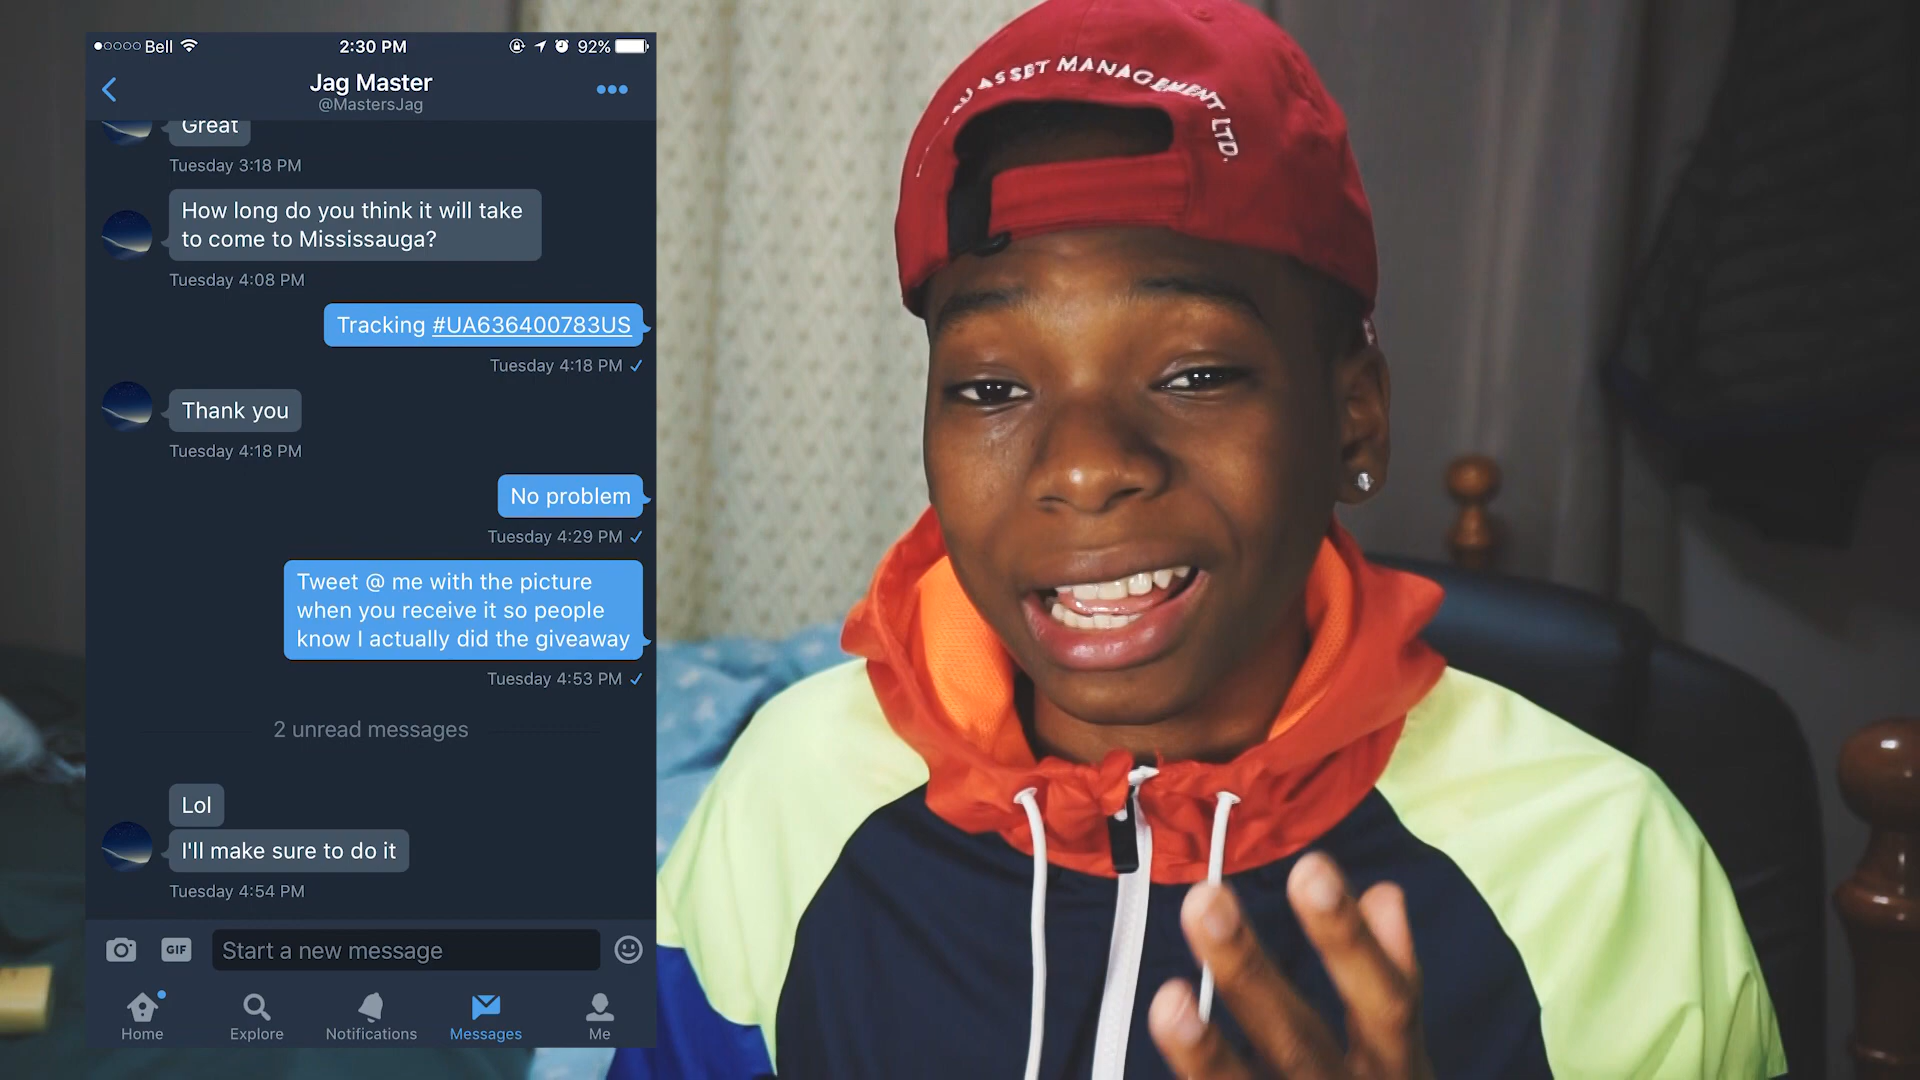 Bell
2:30 PM
92%
Jag Master
@MastersJag
Great
Tuesday 3:18 PM
How long do you think it will take
to come to Mississauga?
Tuesday 4:08 PM
Tracking #UA636400783US
Tuesday 4:18 PM ✓
Thank you
Tuesday 4:18 PM
No problem
Tuesday 4:29 PM ✓
Tweet @ me with the picture
when you receive it so people
know I actually did the giveaway
Tuesday 4:53 PM ✓
2 unread messages
Lol
I'll make sure to do it
Tuesday 4:54 PM
GIF
Start a new message
Home
Explore
Notifications
Messages
Me
ASSET MANAGEMENT LTD.